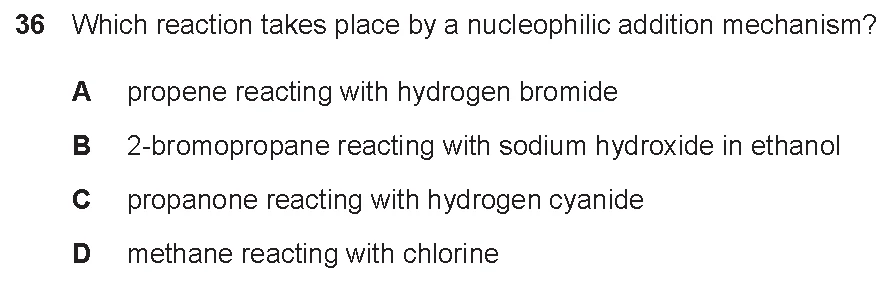 36 Which reaction takes place by a nucleophilic addition mechanism?
A propene reacting with hydrogen bromide
B 2-bromopropane reacting with sodium hydroxide in ethanol
C propanone reacting with hydrogen cyanide
D methane reacting with chlorine